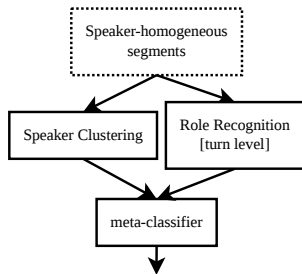 Speaker-homogeneous
segments
Speaker Clustering
Role Recognition
[turn level]
meta-classifier